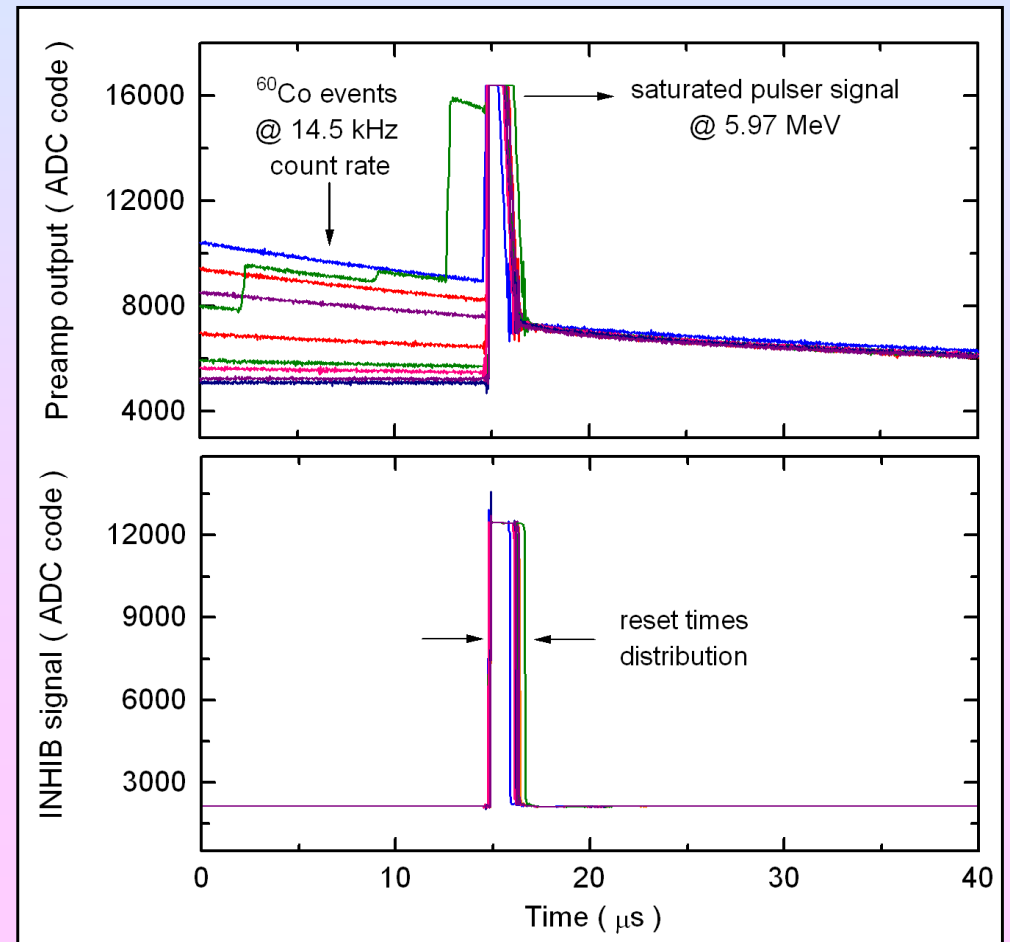 Preamp output ( ADC code )
16000
12000
8000
4000
⁶⁰Co events
@ 14.5 kHz
count rate
saturated pulser signal
@ 5.97 MeV
INHIB signal ( ADC code )
12000
9000
6000
3000
reset times
distribution
0 10 20 30 40
Time ( μs )